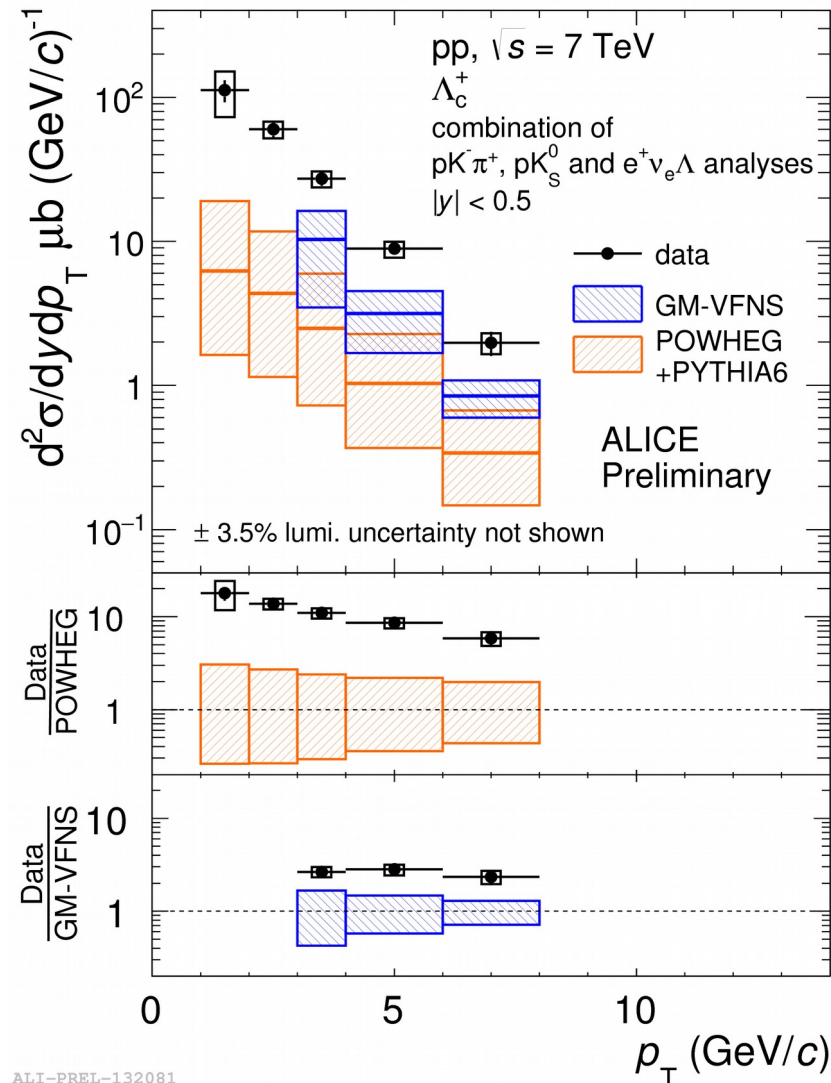 pp, √s = 7 TeV
Λc+
combination of
pK-π+, pK0S and e+νeΛ analyses
|y| < 0.5
data
GM-VFNS
POWHEG
+PYTHIA6
ALICE
Preliminary
± 3.5% lumi. uncertainty not shown
d²σ/dydpT μb (GeV/c)-1
10²
10
1
10−1
Data
POWHEG
10
1
Data
GM-VFNS
10
1
0 5 10
pT (GeV/c)
ALI-PREL-132081